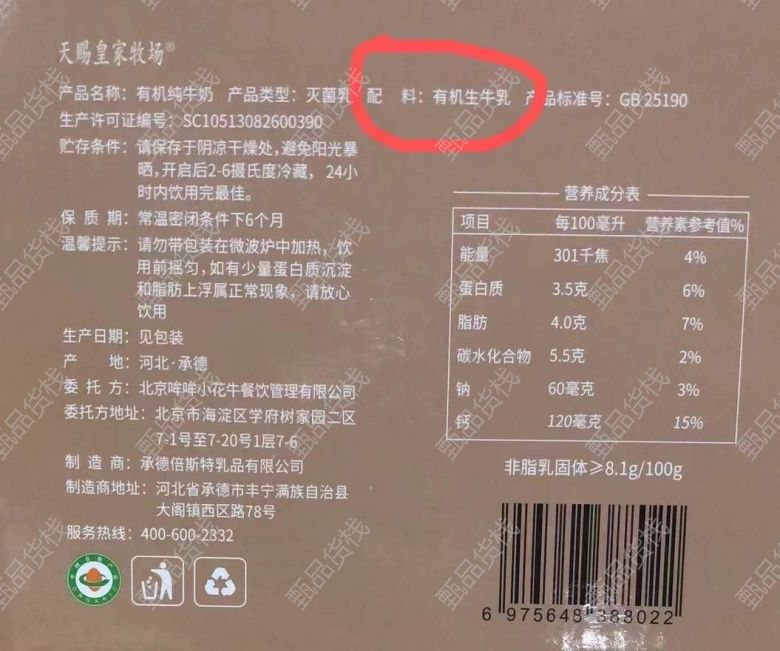 天赐皇家牧场®
产品名称：有机纯牛奶 产品类型：灭菌乳 配 料：有机生牛乳 产品标准号：GB 25190
生产许可证编号：SC10513082600390
贮存条件：请保存于阴凉干燥处,避免阳光暴
晒,开启后2-6摄氏度冷藏，24小
时内饮用完最佳。
保 质 期：常温密闭条件下6个月
温馨提示：请勿带包装在微波炉中加热，饮
用前摇匀,如有少量蛋白质沉淀
和脂肪上浮属正常现象，请放心
饮用
生产日期：见包装
产 地：河北·承德
委 托 方：北京哞哞小花牛餐饮管理有限公司
委托方地址：北京市海淀区学府树家园二区
7-1号至7-20号1层7-6
制 造 商：承德倍斯特乳品有限公司
制造商地址：河北省承德市丰宁满族自治县
大阁镇西区路78号
服务热线：400-600-2332
营养成分表
项目 每100毫升 营养素参考值%
能量 301千焦 4%
蛋白质 3.5克 6%
脂肪 4.0克 7%
碳水化合物 5.5克 2%
钠 60毫克 3%
钙 120毫克 15%
非脂乳固体≥8.1g/100g
6 975648 388022
甄品货栈